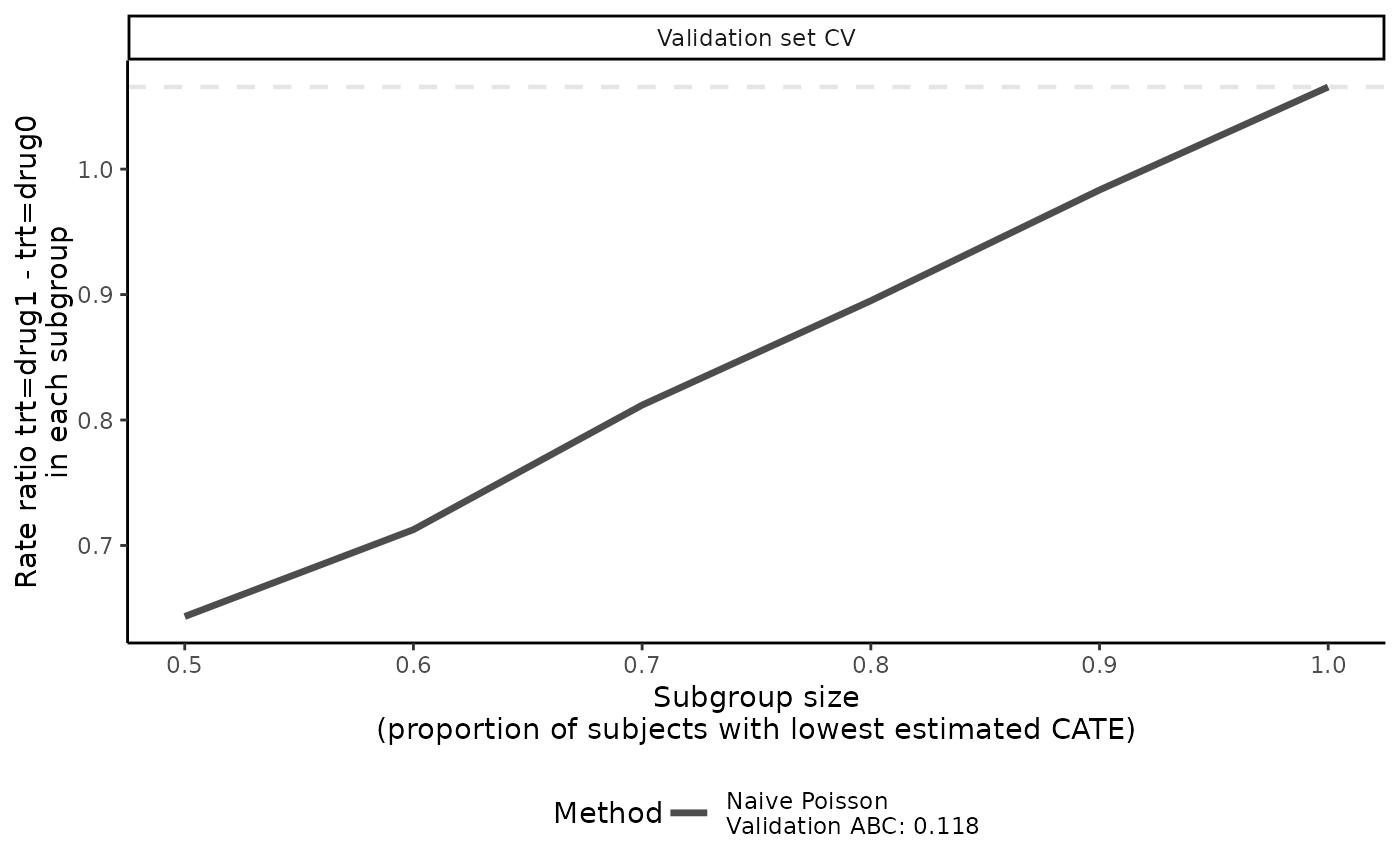 Validation set CV
Rate ratio trt=drug1 - trt=drug0
in each subgroup
1.0
0.9
0.8
0.7
0.5 0.6 0.7 0.8 0.9 1.0
Subgroup size
(proportion of subjects with lowest estimated CATE)
Method
Naive Poisson
Validation ABC: 0.118